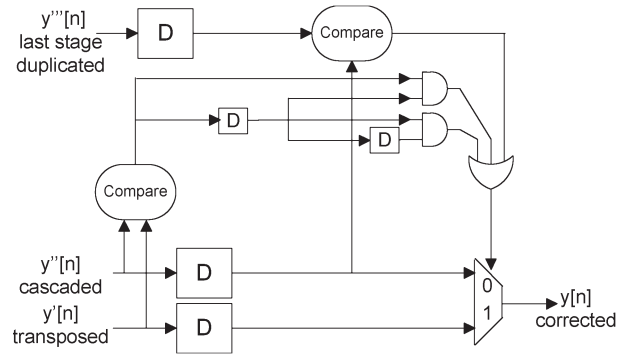 y'''[n]
last stage
duplicated
D
Compare
D
D
Compare
y''[n]
cascaded
D
y'[n]
transposed
D
0
1
y[n]
corrected